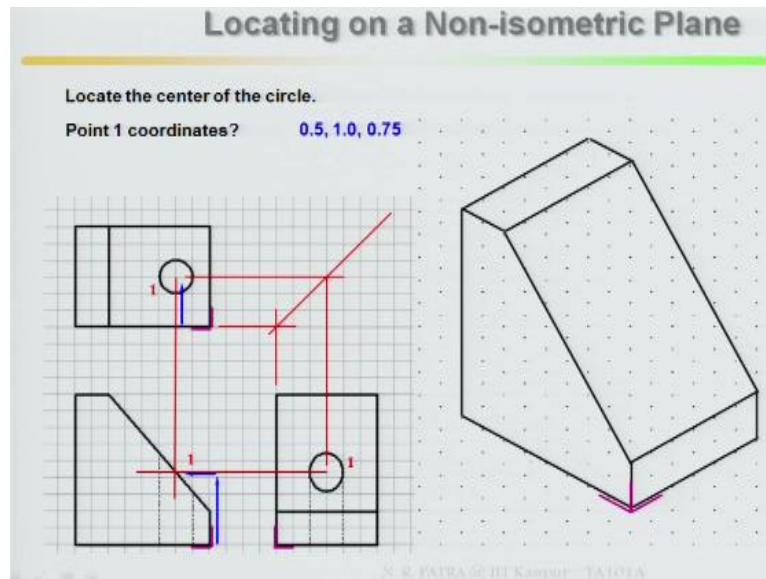 Locating on a Non-isometric Plane
Locate the center of the circle.
Point 1 coordinates? 0.5, 1.0, 0.75
1
1
1
N. R. PATRA @ IIT Kanpur TA101A